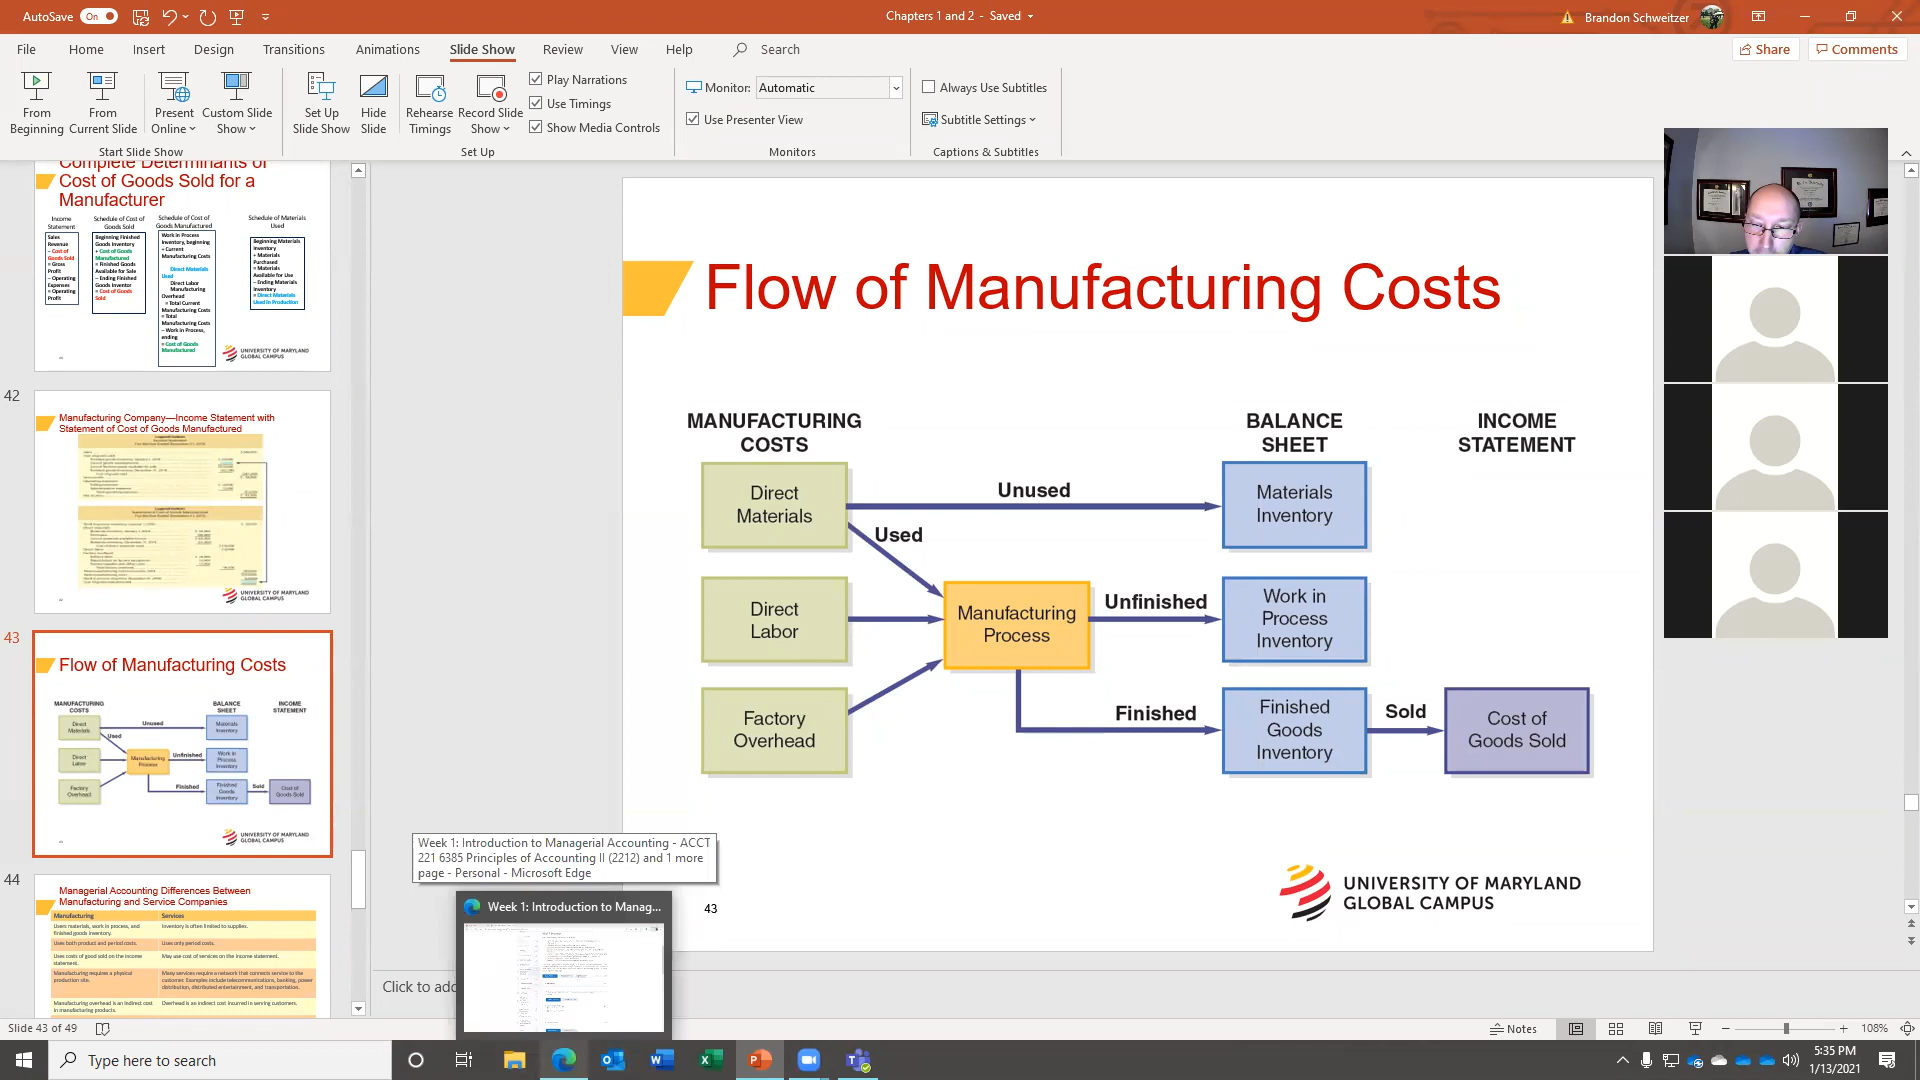 AutoSave On
Chapters 1 and 2 - Saved
Brandon Schweitzer
File Home Insert Design Transitions Animations Slide Show Review View Help Search
Share Comments
From Beginning
From Current Slide
Present Online
Custom Slide Show
Set Up Slide Show
Hide Slide
Rehearse Timings
Record Slide Show
Play Narrations
Use Timings
Show Media Controls
Monitor: Automatic
Use Presenter View
Always Use Subtitles
Subtitle Settings
Start Slide Show
Set Up
Monitors
Captions & Subtitles
Complete Determinants of
Cost of Goods Sold for a
Manufacturer
Income
Statement
Sales
Revenue
– Cost of
Goods Sold
= Gross
Profit
– Operating
Expenses
= Operating
Profit
Schedule of Cost of
Goods Sold
Beginning Finished
Goods Inventory
+ Cost of Goods
Manufactured
= Finished Goods
Available for Sale
– Ending Finished
Goods Inventor
= Cost of Goods
Sold
Schedule of Cost of
Goods Manufactured
Work in Process
Inventory, beginning
+ Current
Manufacturing Costs
Direct Materials
Used
Direct Labor
Manufacturing
Overhead
= Total Current
Manufacturing Costs
= Total
Manufacturing Costs
– Work in Process,
ending
= Cost of Goods
Manufactured
Schedule of Materials
Used
Beginning Materials
Inventory
+ Materials
Purchased
= Materials
Available for Use
– Ending Materials
Inventory
= Direct Materials
Used in Production
UNIVERSITY OF MARYLAND
GLOBAL CAMPUS
42
Manufacturing Company—Income Statement with
Statement of Cost of Goods Manufactured
UNIVERSITY OF MARYLAND
GLOBAL CAMPUS
43
Flow of Manufacturing Costs
MANUFACTURING
COSTS
BALANCE
SHEET
INCOME
STATEMENT
Direct
Materials
Unused
Materials
Inventory
Used
Direct
Labor
Manufacturing
Process
Unfinished
Work in
Process
Inventory
Factory
Overhead
Finished
Finished
Goods
Inventory
Sold
Cost of
Goods Sold
UNIVERSITY OF MARYLAND
GLOBAL CAMPUS
44
Managerial Accounting Differences Between
Manufacturing and Service Companies
Manufacturing Services
Users materials, work in process, and
finished goods inventory.
Inventory is often limited to supplies.
Uses both product and period costs.
Uses only period costs.
Uses costs of goods sold on the income
statement.
May use cost of services on the income statement.
Manufacturing requires a physical
production site.
Many services require a network that connects service to the
customer. Examples include telecommunications, banking, power
distribution, distributed entertainment, and transportation.
Manufacturing overhead is an indirect cost
in manufacturing products.
Overhead is an indirect cost incurred in serving customers.
Flow of Manufacturing Costs
MANUFACTURING
COSTS
BALANCE
SHEET
INCOME
STATEMENT
Direct
Materials
Unused
Materials
Inventory
Used
Direct
Labor
Manufacturing
Process
Unfinished
Work in
Process
Inventory
Factory
Overhead
Finished
Finished
Goods
Inventory
Sold
Cost of
Goods Sold
UNIVERSITY OF MARYLAND
GLOBAL CAMPUS
43
Week 1: Introduction to Managerial Accounting - ACCT
221 6385 Principles of Accounting II (2212) and 1 more
page - Personal - Microsoft Edge
Week 1: Introduction to Manag...
Click to add
Slide 43 of 49
Notes
108%
Type here to search
5:35 PM
1/13/2021